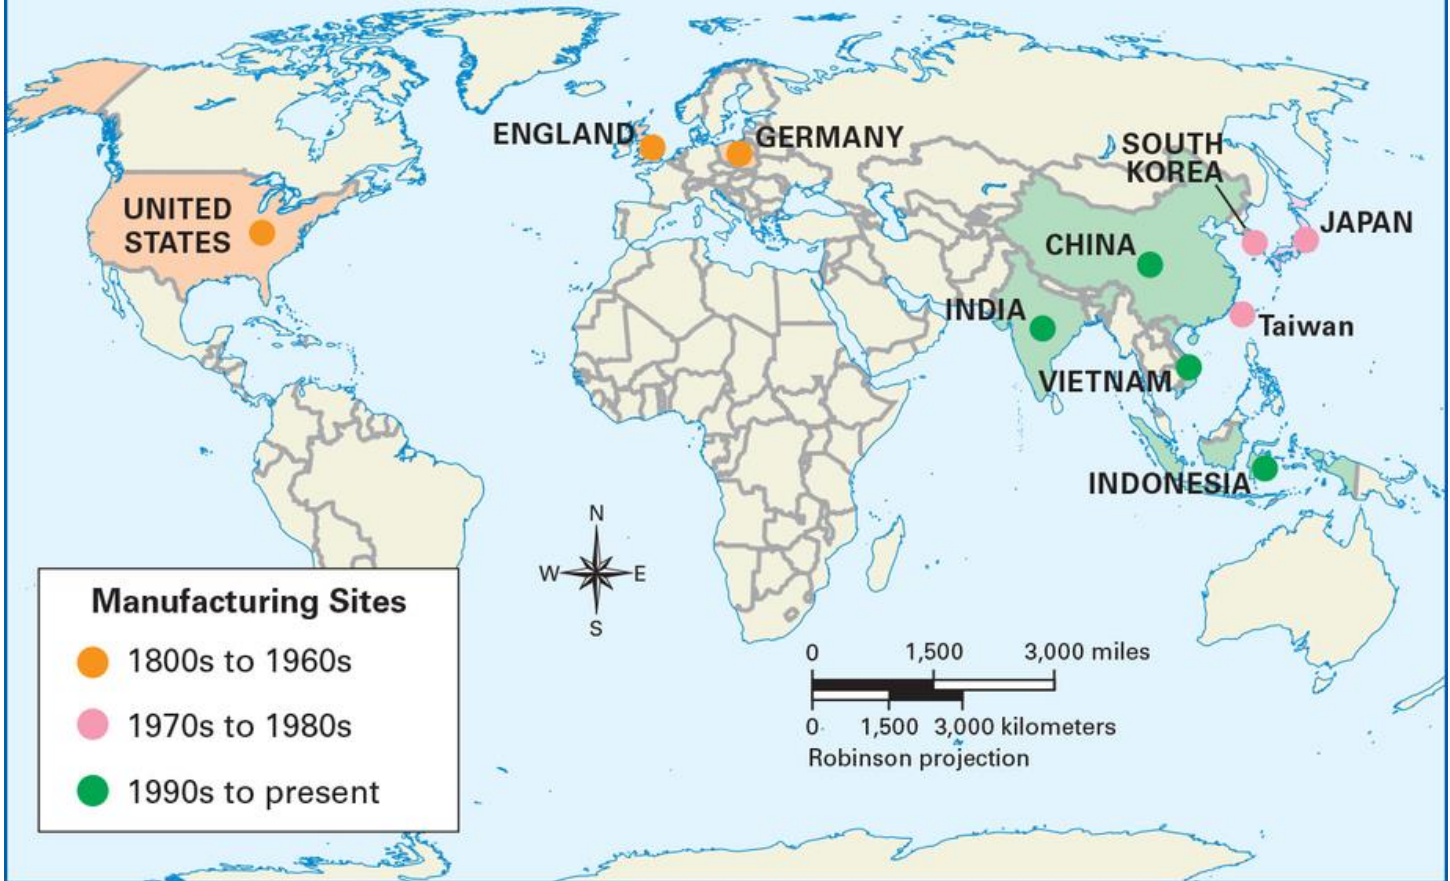 ENGLAND
GERMANY
SOUTH
KOREA
UNITED
STATES
JAPAN
CHINA
INDIA
Taiwan
VIETNAM
INDONESIA
N
W E
S
Manufacturing Sites
1800s to 1960s
1970s to 1980s
1990s to present
0 1,500 3,000 miles
0 1,500 3,000 kilometers
Robinson projection